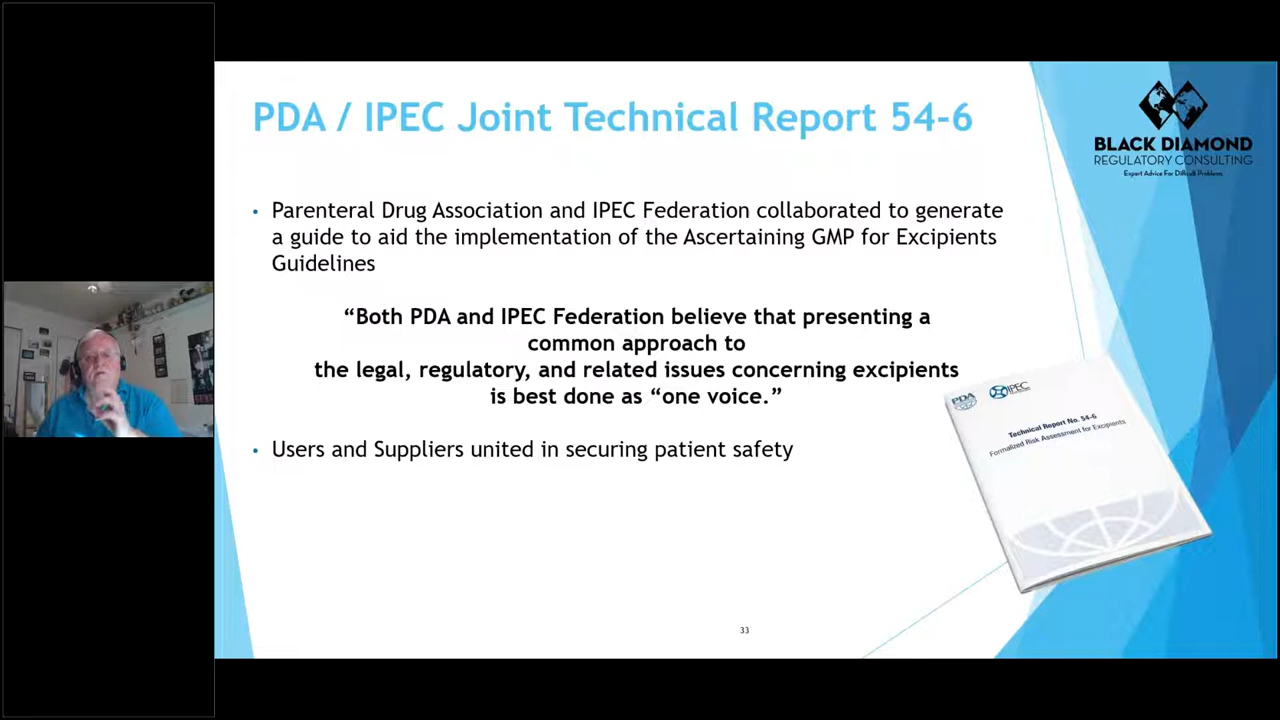 PDA / IPEC Joint Technical Report 54-6
BLACK DIAMOND
REGULATORY CONSULTING
Expert Advice For Difficult Problems
• Parenteral Drug Association and IPEC Federation collaborated to generate
a guide to aid the implementation of the Ascertaining GMP for Excipients
Guidelines
“Both PDA and IPEC Federation believe that presenting a
common approach to
the legal, regulatory, and related issues concerning excipients
is best done as “one voice.”
• Users and Suppliers united in securing patient safety
PDA
IPEC
Technical Report No. 54-6
Formalized Risk Assessment for Excipients
33